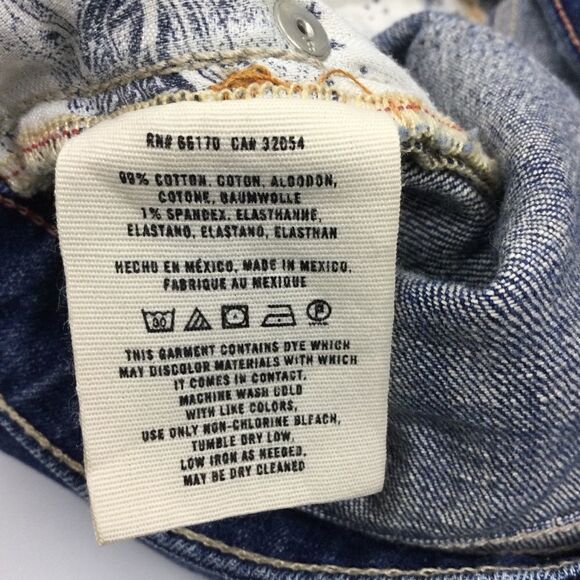 RN# 66170 CA# 32054
99% COTTON, COTON, ALGODON,
COTONE, BAUMWOLLE
1% SPANDEX, ELASTHANNE,
ELASTANO, ELASTANO, ELASTHAN
HECHO EN MÉXICO, MADE IN MEXICO,
FABRIQUE AU MEXIQUE
30 P
THIS GARMENT CONTAINS DYE WHICH
MAY DISCOLOR MATERIALS WITH WHICH
IT COMES IN CONTACT.
MACHINE WASH COLD
WITH LIKE COLORS,
USE ONLY NON-CHLORINE BLEACH,
TUMBLE DRY LOW,
LOW IRON AS NEEDED,
MAY BE DRY CLEANED